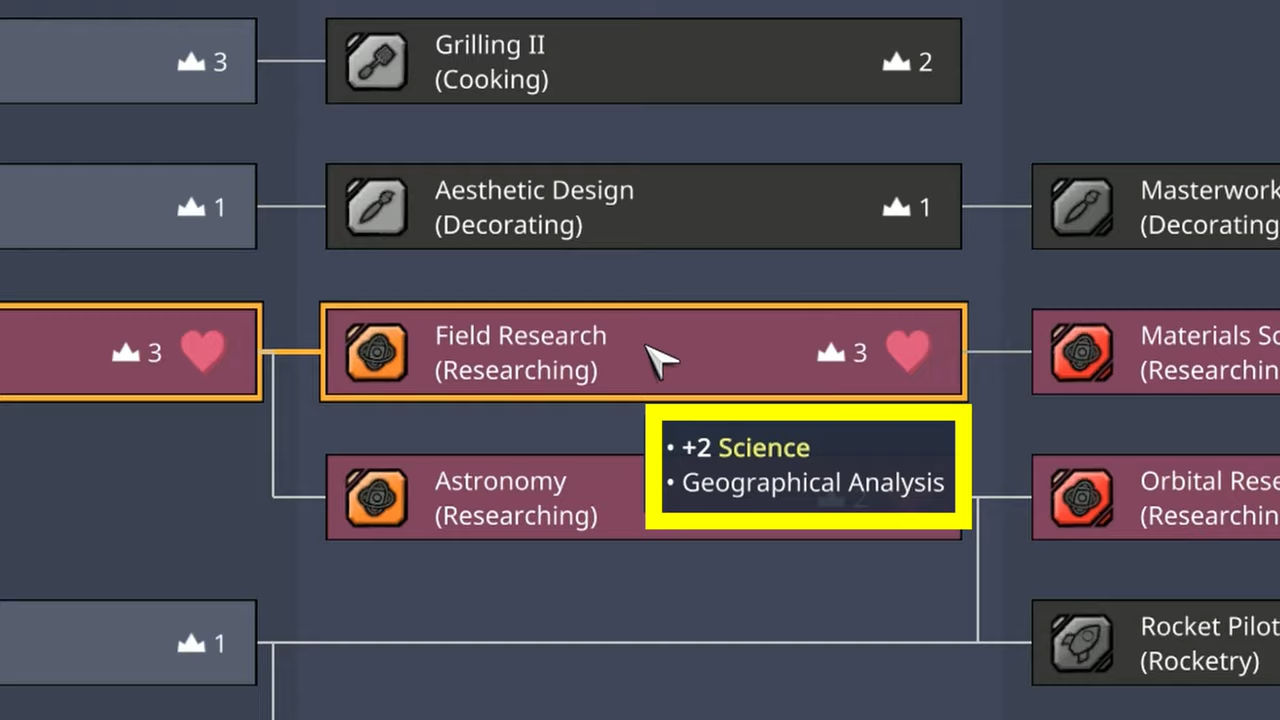 3
Grilling II
(Cooking)
2
1
Aesthetic Design
(Decorating)
1
Masterwork
(Decorating
3
Field Research
(Researching)
3
Materials Sc
(Researchin
• +2 Science
• Geographical Analysis
Astronomy
(Researching)
2
Orbital Rese
(Researchin
1
Rocket Pilot
(Rocketry)